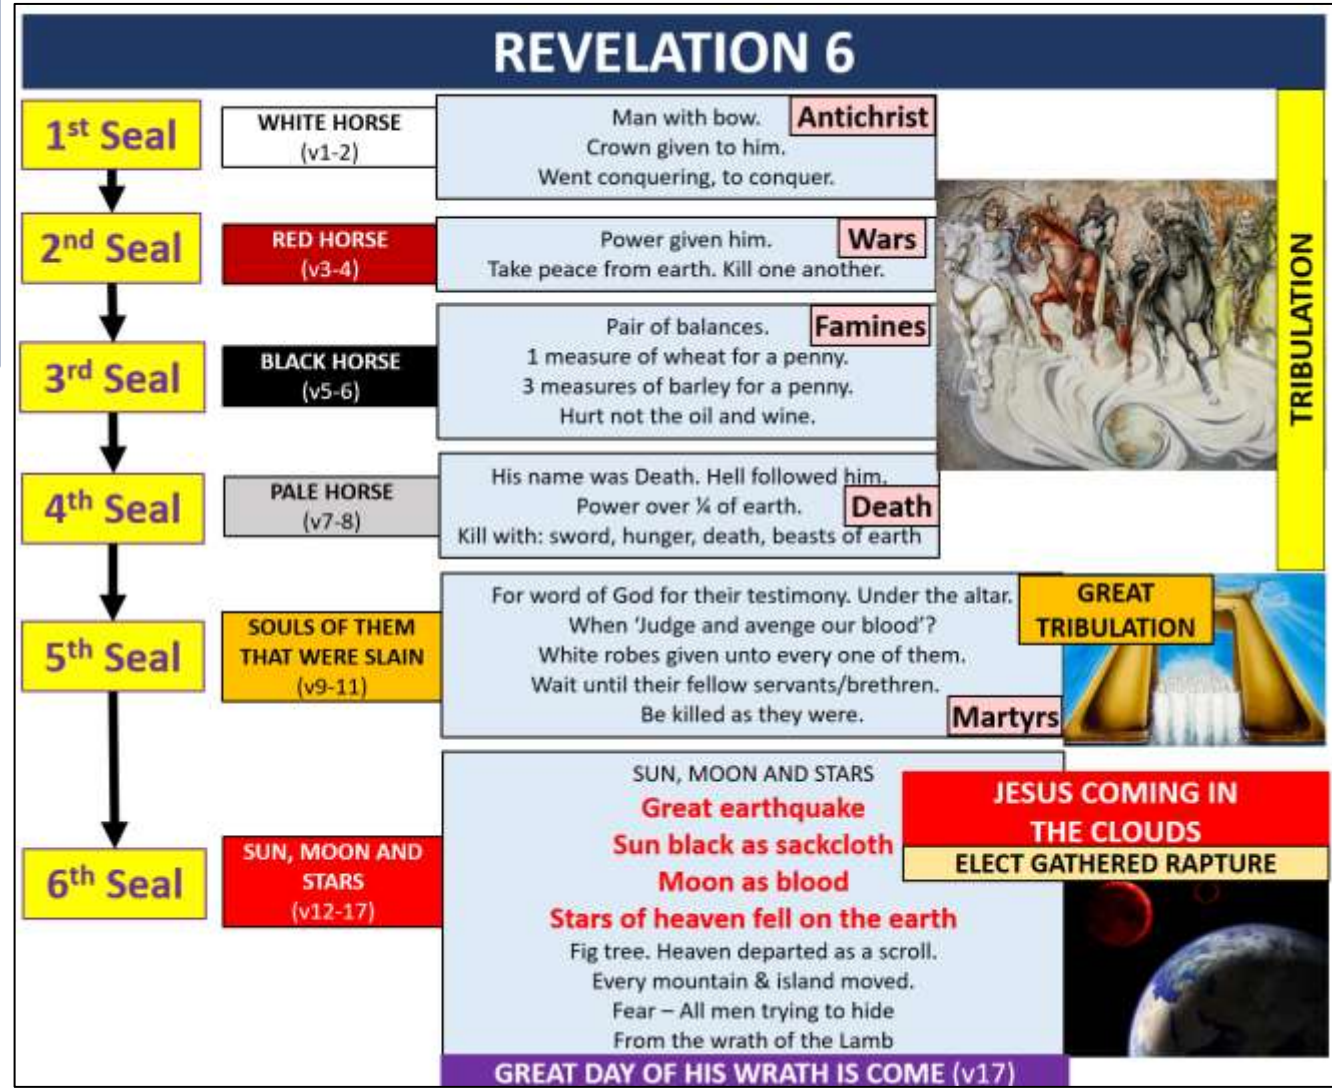 REVELATION 6
1st Seal
WHITE HORSE
(v1-2)
Man with bow.
Antichrist
Crown given to him.
Went conquering, to conquer.
2nd Seal
RED HORSE
(v3-4)
Power given him.
Wars
Take peace from earth. Kill one another.
3rd Seal
BLACK HORSE
(v5-6)
Pair of balances.
Famines
1 measure of wheat for a penny.
3 measures of barley for a penny.
Hurt not the oil and wine.
4th Seal
PALE HORSE
(v7-8)
His name was Death. Hell followed him.
Power over ¼ of earth.
Death
Kill with: sword, hunger, death, beasts of earth
TRIBULATION
5th Seal
SOULS OF THEM
THAT WERE SLAIN
(v9-11)
For word of God for their testimony. Under the altar.
When ‘Judge and avenge our blood’?
White robes given unto every one of them.
Wait until their fellow servants/brethren.
Be killed as they were.
Martyrs
GREAT
TRIBULATION
6th Seal
SUN, MOON AND
STARS
(v12-17)
SUN, MOON AND STARS
Great earthquake
Sun black as sackcloth
Moon as blood
Stars of heaven fell on the earth
Fig tree. Heaven departed as a scroll.
Every mountain & island moved.
Fear – All men trying to hide
From the wrath of the Lamb
JESUS COMING IN
THE CLOUDS
ELECT GATHERED RAPTURE
GREAT DAY OF HIS WRATH IS COME (v17)